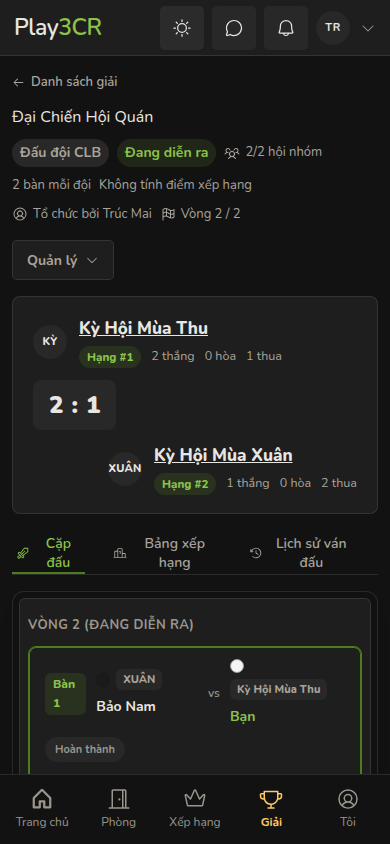 Play3CR
TR
Danh sách giải
Đại Chiến Hội Quán
Đấu đội CLB Đang diễn ra 2/2 hội nhóm
2 bàn mỗi đội Không tính điểm xếp hạng
Tổ chức bởi Trúc Mai Vòng 2 / 2
Quản lý
KỲ Kỳ Hội Mùa Thu
Hạng #1 2 thắng 0 hòa 1 thua
2 : 1
XUÂN Kỳ Hội Mùa Xuân
Hạng #2 1 thắng 0 hòa 2 thua
Cặp đấu
Bảng xếp hạng
Lịch sử ván đấu
VÒNG 2 (ĐANG DIỄN RA)
Bàn 1
XUÂN
Bảo Nam
vs
Kỳ Hội Mùa Thu
Bạn
Hoàn thành
Trang chủ Phòng Xếp hạng Giải Tôi